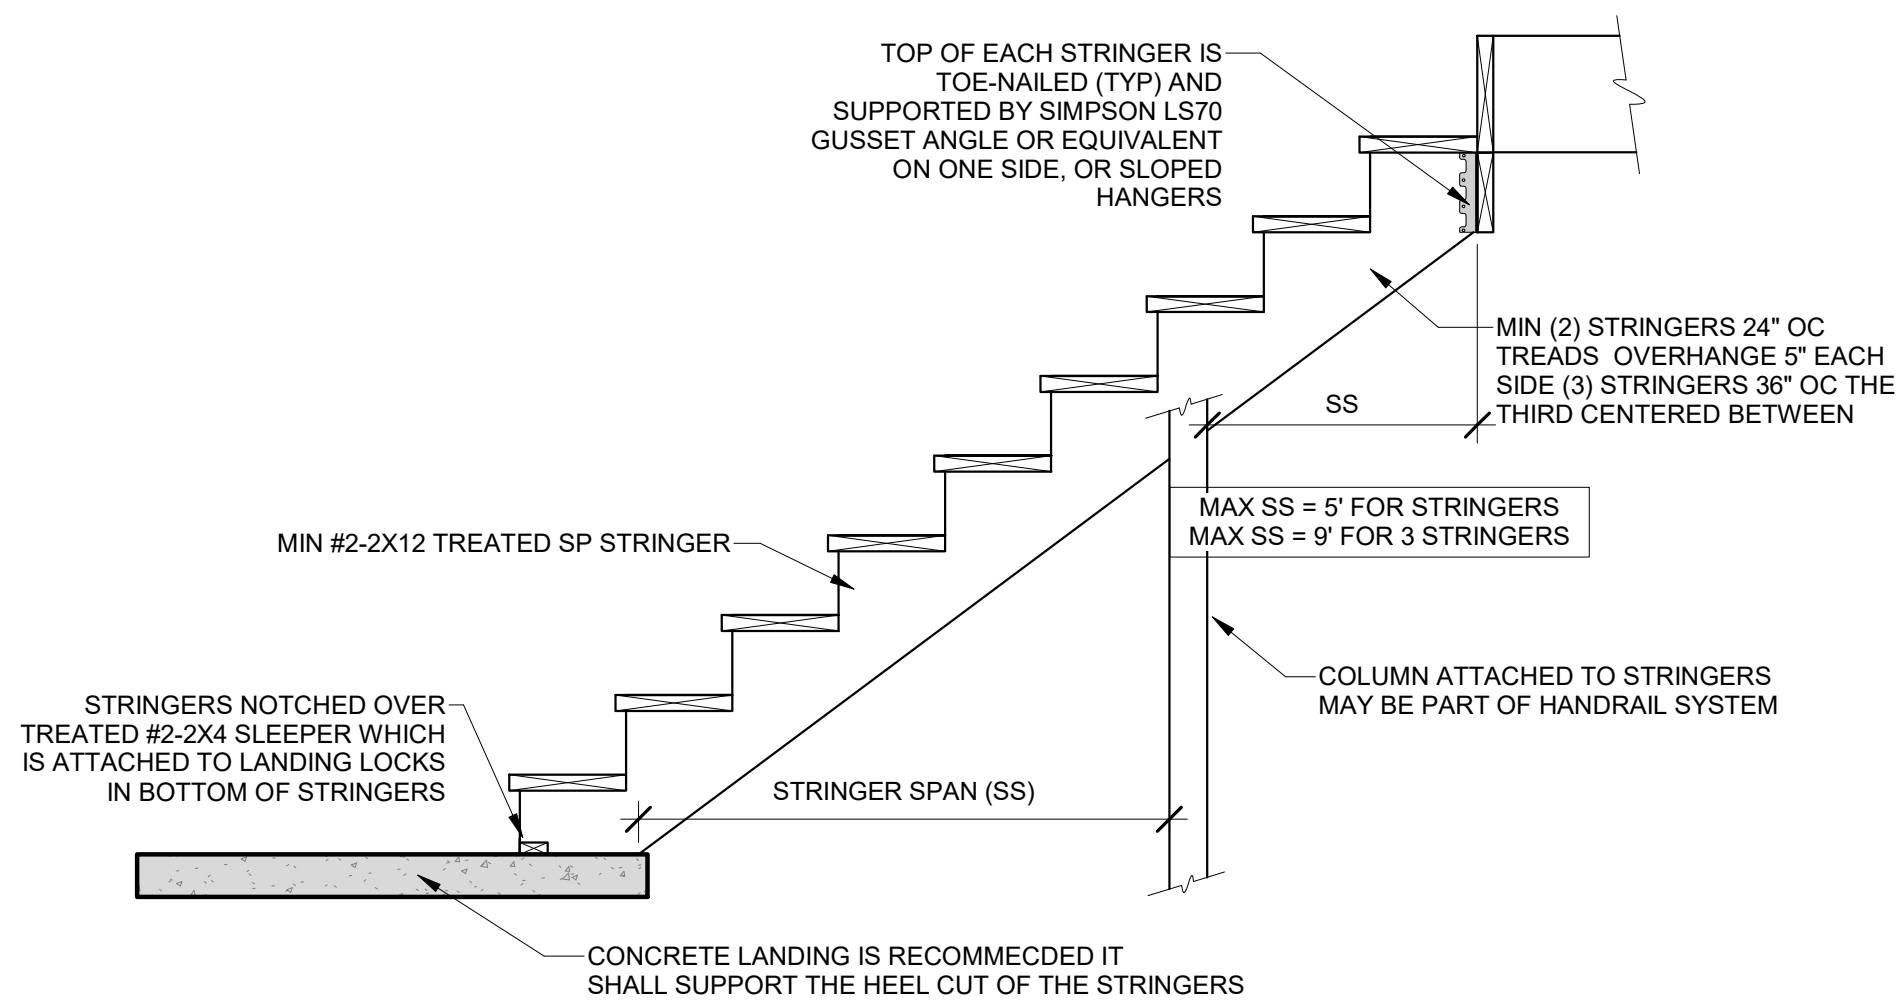 TOP OF EACH STRINGER IS
TOE-NAILED (TYP) AND
SUPPORTED BY SIMPSON LS70
GUSSET ANGLE OR EQUIVALENT
ON ONE SIDE, OR SLOPED
HANGERS
MIN (2) STRINGERS 24" OC
TREADS OVERHANGE 5" EACH
SIDE (3) STRINGERS 36" OC THE
THIRD CENTERED BETWEEN
SS
MAX SS = 5' FOR STRINGERS
MAX SS = 9' FOR 3 STRINGERS
MIN #2-2X12 TREATED SP STRINGER
COLUMN ATTACHED TO STRINGERS
MAY BE PART OF HANDRAIL SYSTEM
STRINGERS NOTCHED OVER
TREATED #2-2X4 SLEEPER WHICH
IS ATTACHED TO LANDING LOCKS
IN BOTTOM OF STRINGERS
STRINGER SPAN (SS)
CONCRETE LANDING IS RECOMMECDED IT
SHALL SUPPORT THE HEEL CUT OF THE STRINGERS